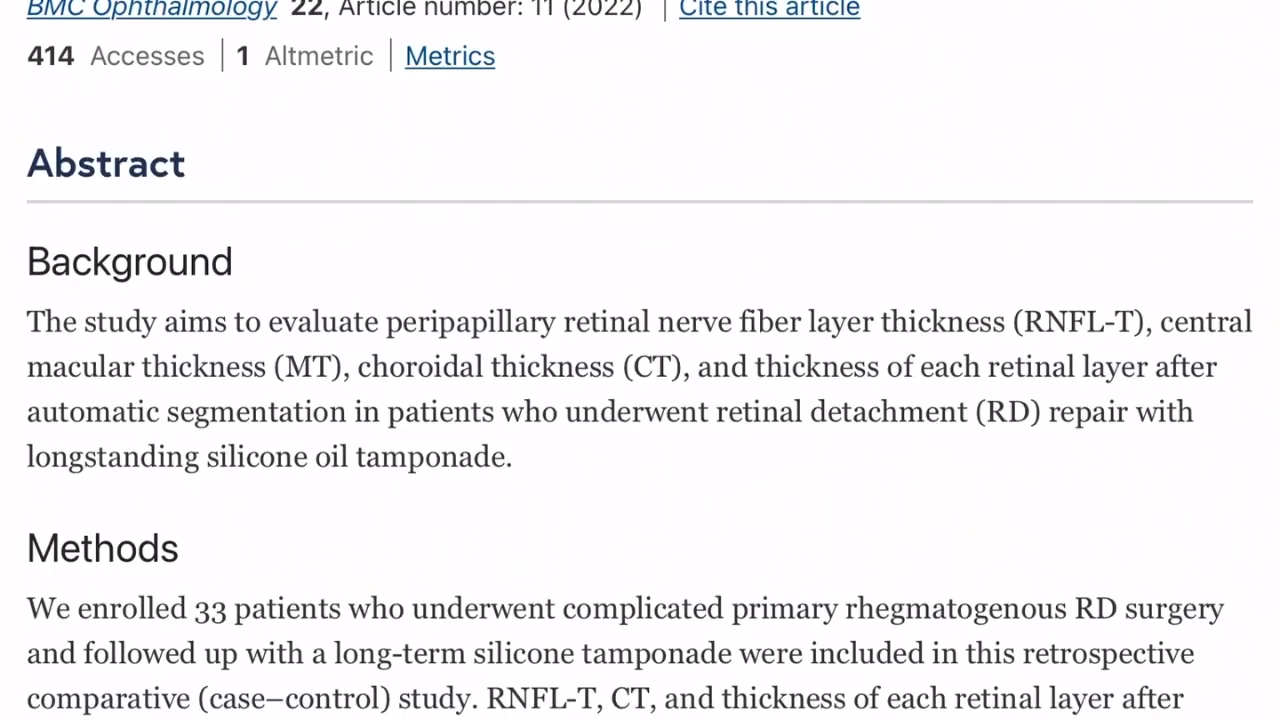 BMC Ophthalmology 22, Article number: 11 (2022) | Cite this article
414 Accesses | 1 Altmetric | Metrics
Abstract
Background
The study aims to evaluate peripapillary retinal nerve fiber layer thickness (RNFL-T), central
macular thickness (MT), choroidal thickness (CT), and thickness of each retinal layer after
automatic segmentation in patients who underwent retinal detachment (RD) repair with
longstanding silicone oil tamponade.
Methods
We enrolled 33 patients who underwent complicated primary rhegmatogenous RD surgery
and followed up with a long-term silicone tamponade were included in this retrospective
comparative (case–control) study. RNFL-T, CT, and thickness of each retinal layer after